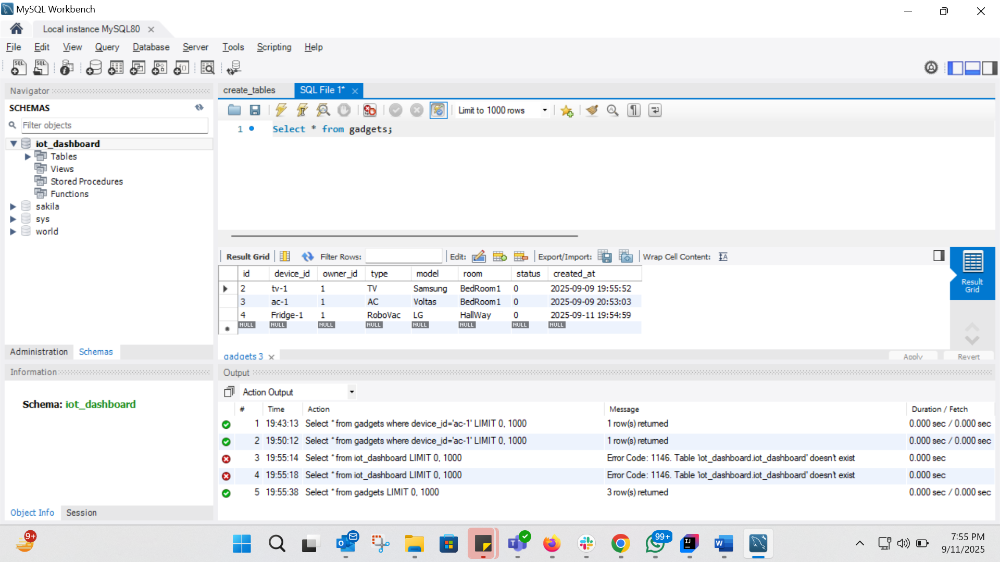 MySQL Workbench
Local instance MySQL80
File Edit View Query Database Server Tools Scripting Help
Navigator
SCHEMAS
Filter objects
iot_dashboard
Tables
Views
Stored Procedures
Functions
sakila
sys
world
Administration Schemas
Information
Schema: iot_dashboard
Object Info Session
create_tables SQL File 1*
Limit to 1000 rows
1 Select * from gadgets;
Result Grid Filter Rows: Edit: Export/Import: Wrap Cell Content:
id device_id owner_id type model room status created_at
2 tv-1 1 TV Samsung BedRoom1 0 2025-09-09 19:55:52
3 ac-1 1 AC Voltas BedRoom1 0 2025-09-09 20:53:03
4 Fridge-1 1 RoboVac LG HallWay 0 2025-09-11 19:54:59
NULL NULL NULL NULL NULL NULL NULL NULL
Result
Grid
gadgets 3 Apply Revert
Output
Action Output
# Time Action Message Duration / Fetch
1 19:43:13 Select * from gadgets where device_id='ac-1' LIMIT 0, 1000 1 row(s) returned 0.000 sec / 0.000 sec
2 19:50:12 Select * from gadgets where device_id='ac-1' LIMIT 0, 1000 1 row(s) returned 0.000 sec / 0.000 sec
3 19:55:14 Select * from iot_dashboard LIMIT 0, 1000 Error Code: 1146. Table 'iot_dashboard.iot_dashboard' doesn't exist 0.000 sec
4 19:55:18 Select * from iot_dashboard LIMIT 0, 1000 Error Code: 1146. Table 'iot_dashboard.iot_dashboard' doesn't exist 0.000 sec
5 19:55:38 Select * from gadgets LIMIT 0, 1000 3 row(s) returned 0.000 sec / 0.000 sec
9+
99+
7:55 PM
9/11/2025